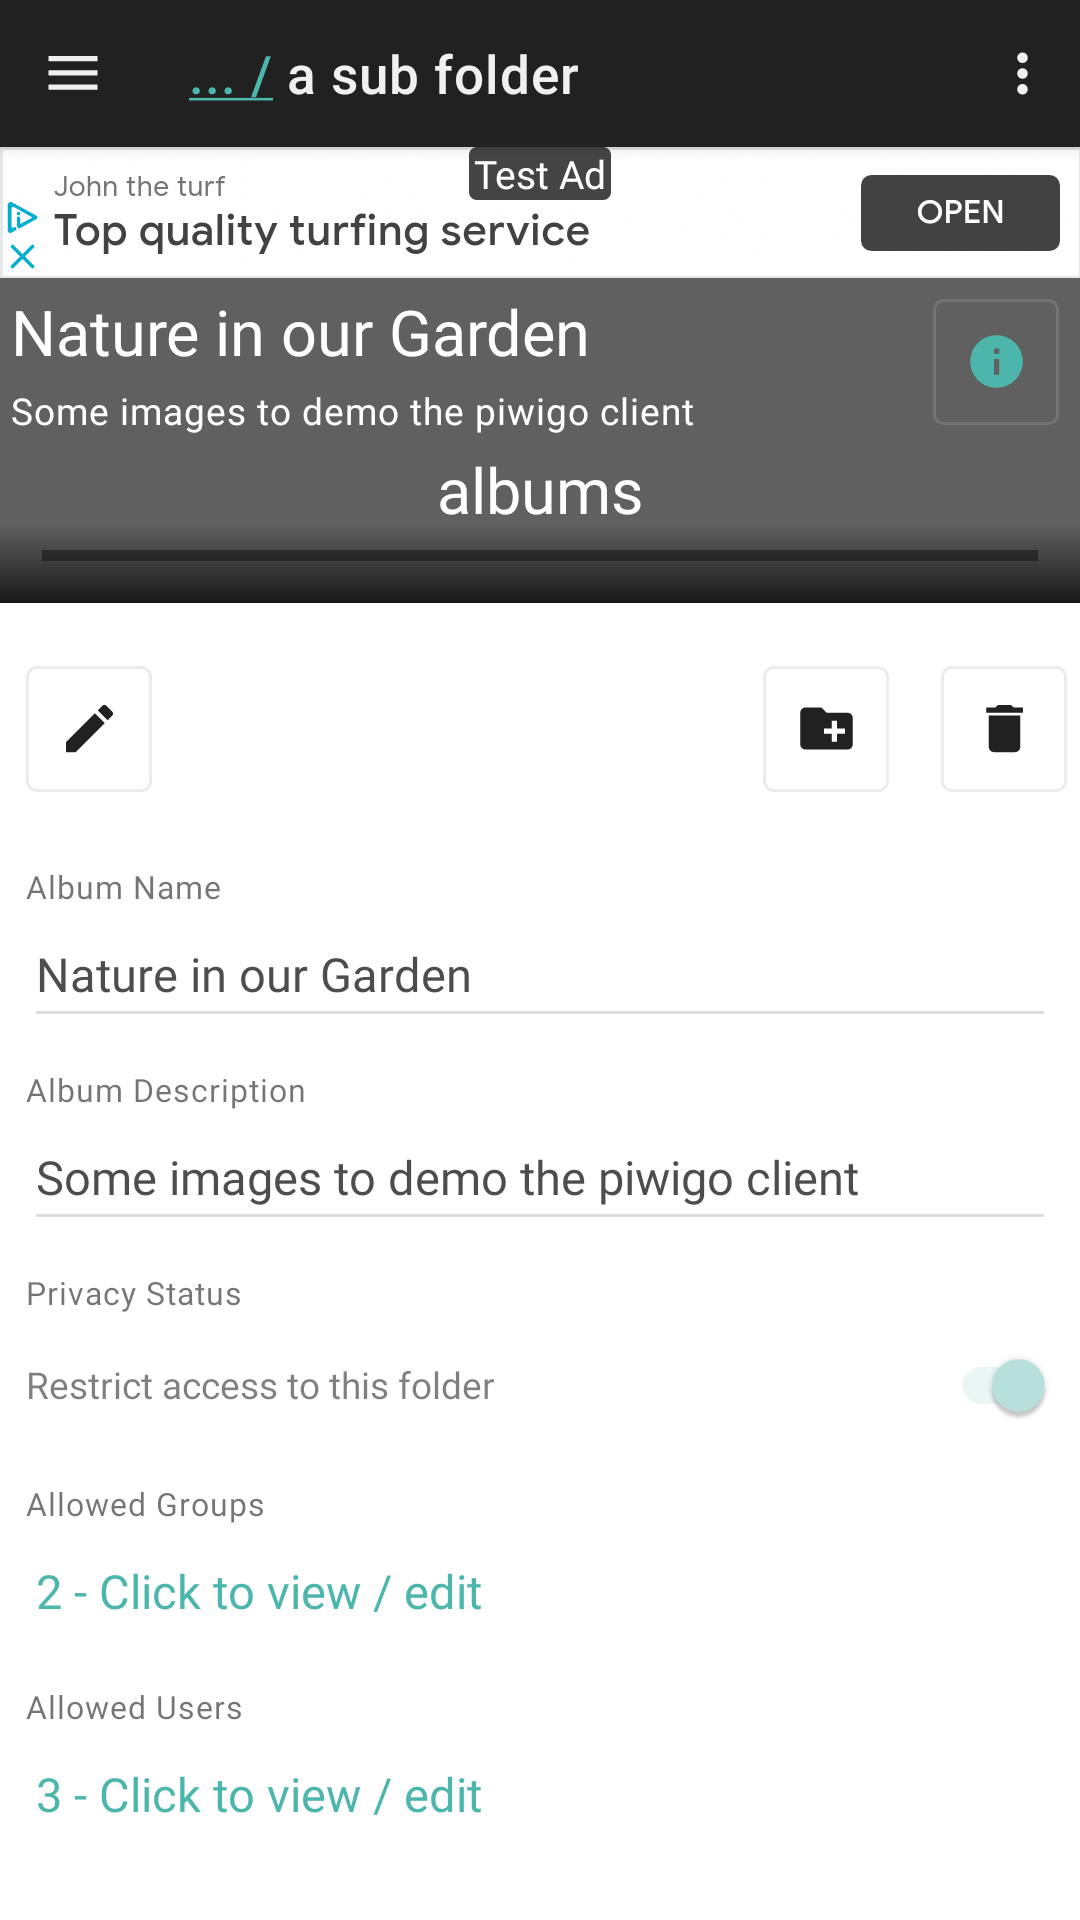 ... / a sub folder
Test Ad
John the turf
Top quality turfing service
OPEN
Nature in our Garden
Some images to demo the piwigo client
albums
Album Name
Nature in our Garden
Album Description
Some images to demo the piwigo client
Privacy Status
Restrict access to this folder
Allowed Groups
2 - Click to view / edit
Allowed Users
3 - Click to view / edit